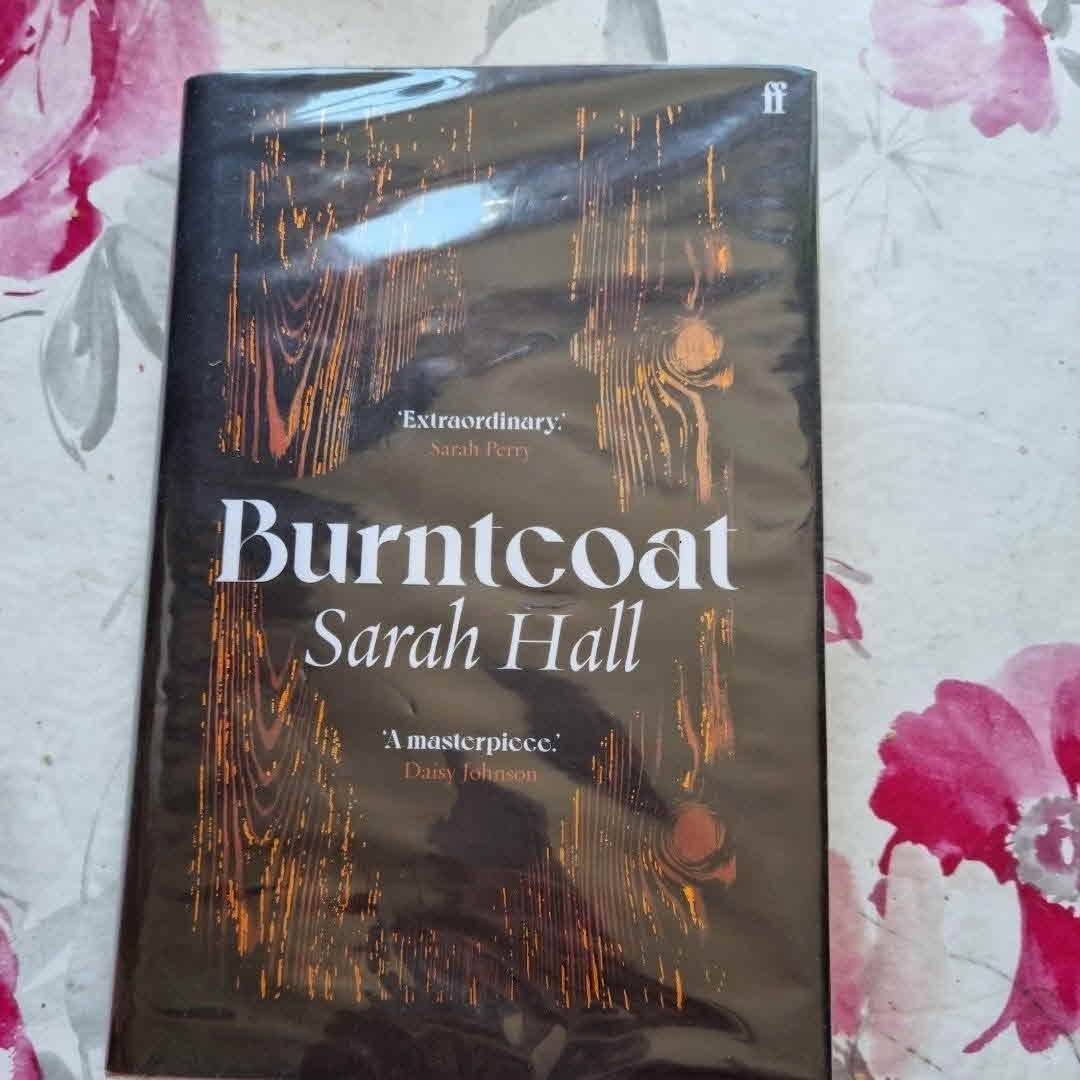 ff
'Extraordinary.'
Sarah Perry
Burntcoat
Sarah Hall
'A masterpiece.'
Daisy Johnson